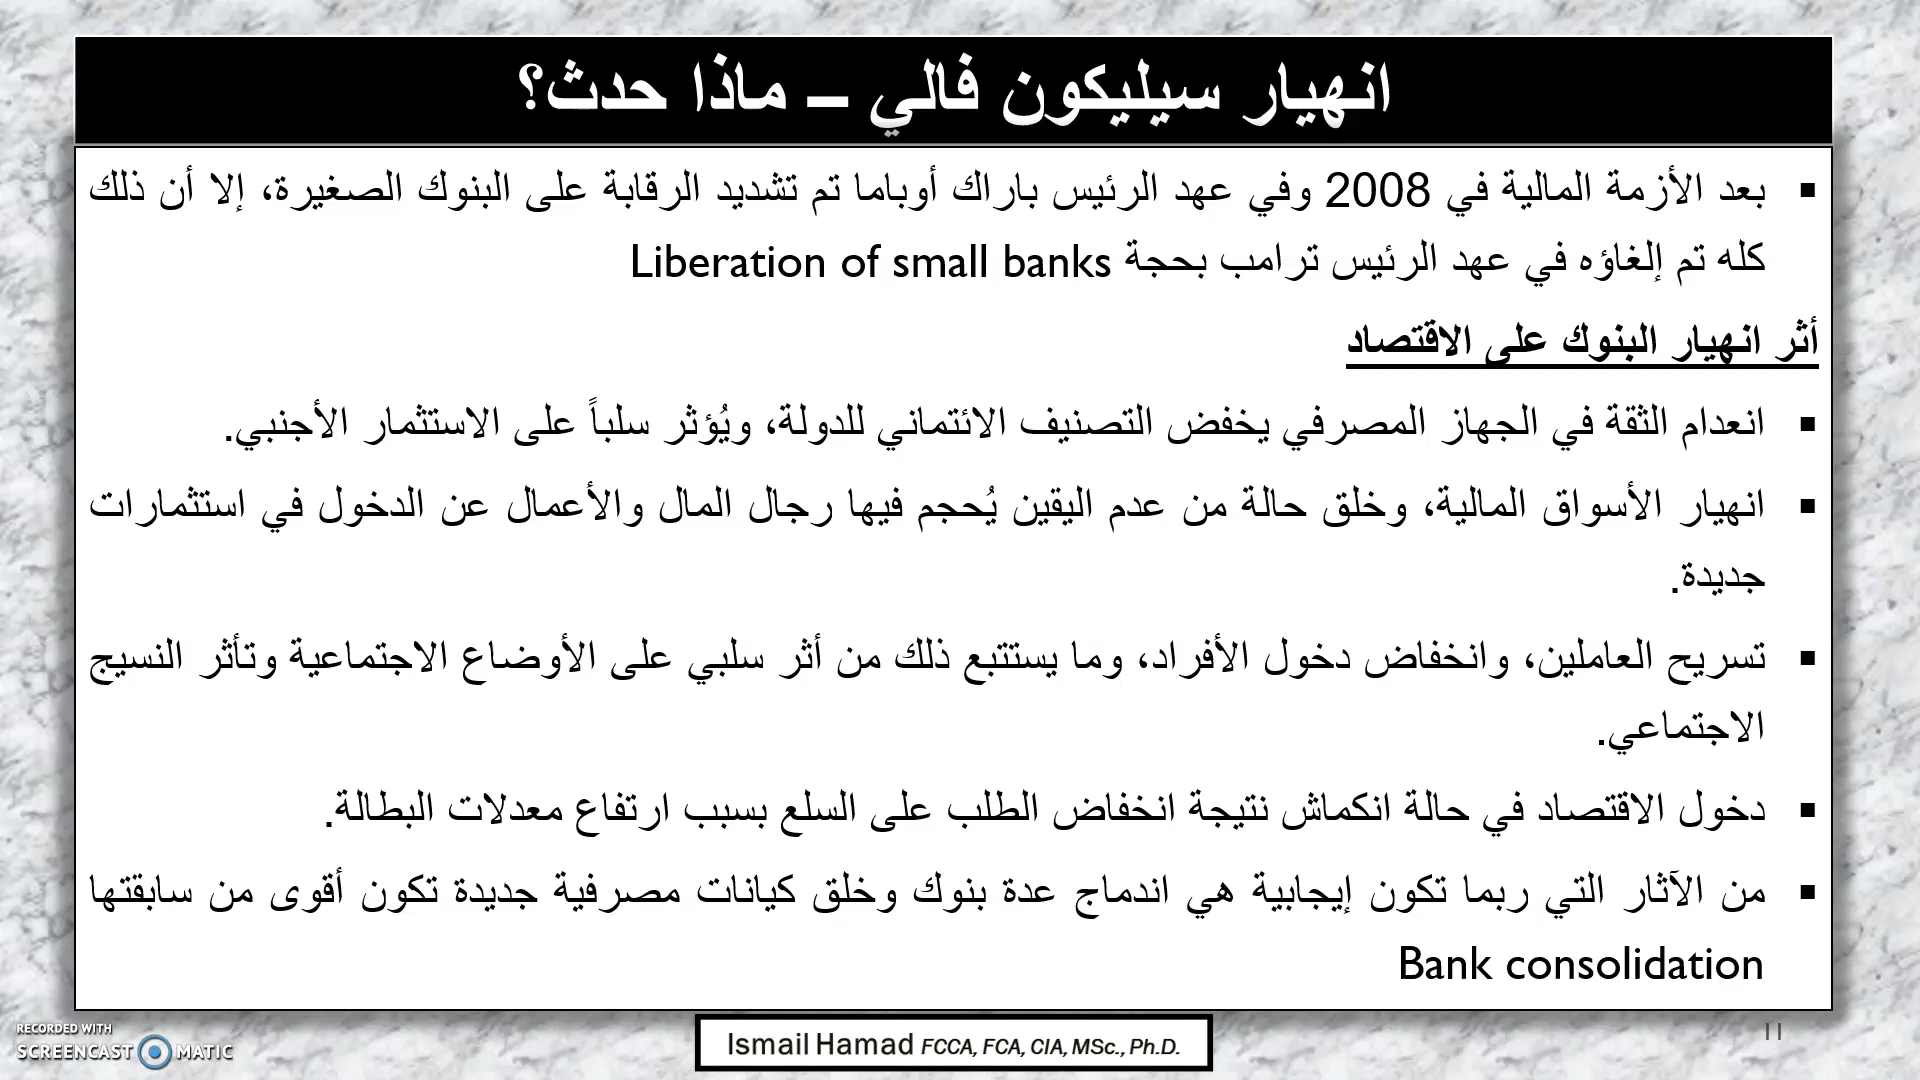 انهيار سيليكون فالي – ماذا حدث؟
▪ بعد الأزمة المالية في 2008 وفي عهد الرئيس باراك أوباما تم تشديد الرقابة على البنوك الصغيرة، إلا أن ذلك
كله تم إلغاؤه في عهد الرئيس ترامب بحجة Liberation of small banks
أثر انهيار البنوك على الاقتصاد
▪ انعدام الثقة في الجهاز المصرفي يخفض التصنيف الائتماني للدولة، ويُؤثر سلباً على الاستثمار الأجنبي.
▪ انهيار الأسواق المالية، وخلق حالة من عدم اليقين يُحجم فيها رجال المال والأعمال عن الدخول في استثمارات
جديدة.
▪ تسريح العاملين، وانخفاض دخول الأفراد، وما يستتبع ذلك من أثر سلبي على الأوضاع الاجتماعية وتأثر النسيج
الاجتماعي.
▪ دخول الاقتصاد في حالة انكماش نتيجة انخفاض الطلب على السلع بسبب ارتفاع معدلات البطالة.
▪ من الآثار التي ربما تكون إيجابية هي اندماج عدة بنوك وخلق كيانات مصرفية جديدة تكون أقوى من سابقتها
Bank consolidation
RECORDED WITH
SCREENCAST MATIC
Ismail Hamad FCCA, FCA, CIA, MSc., Ph.D.
11